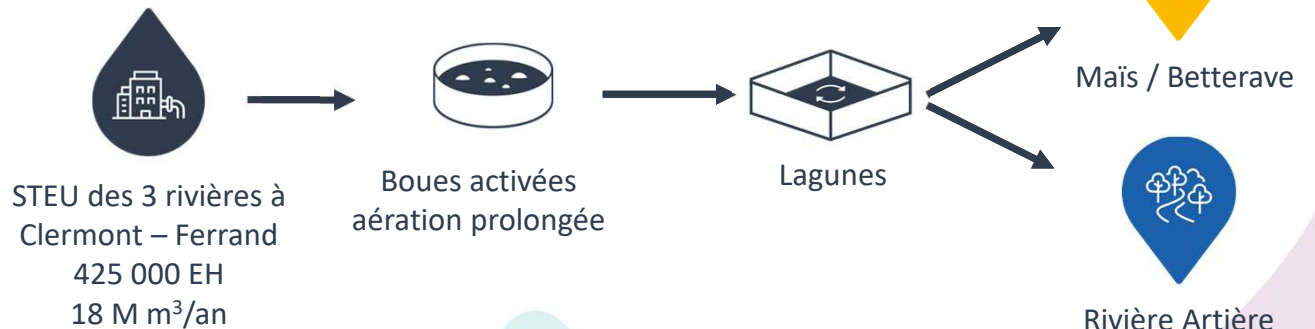 STEU des 3 rivières à
Clermont – Ferrand
425 000 EH
18 M m³/an
Boues activées
aération prolongée
Lagunes
Maïs / Betterave
Rivière Artière